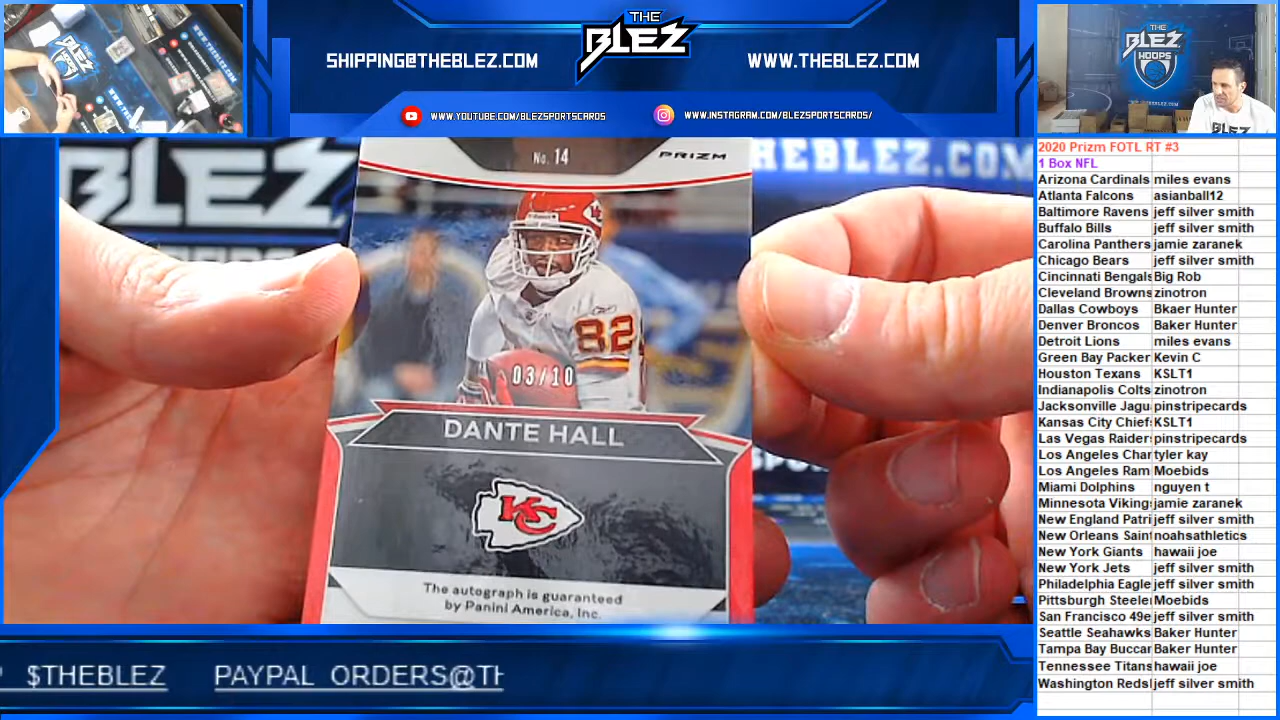 THE
BLEZ
SHIPPING@THEBLEZ.COM
WWW.THEBLEZ.COM
WWW.YOUTUBE.COM/BLEZSPORTSCARDS
WWW.INSTAGRAM.COM/BLEZSPORTSCARDS/
THE
BLEZ
HOOPS
BLEZ
2020 Prizm FOTL RT #3
1 Box NFL
Arizona Cardinals miles evans
Atlanta Falcons asianball12
Baltimore Ravens jeff silver smith
Buffalo Bills jeff silver smith
Carolina Panthers jamie zaranek
Chicago Bears jeff silver smith
Cincinnati Bengals Big Rob
Cleveland Browns zinotron
Dallas Cowboys Bkaer Hunter
Denver Broncos Baker Hunter
Detroit Lions miles evans
Green Bay Packer Kevin C
Houston Texans KSLT1
Indianapolis Colts zinotron
Jacksonville Jagu pinstripecards
Kansas City Chief KSLT1
Las Vegas Raider pinstripecards
Los Angeles Char tyler kay
Los Angeles Ram Moebids
Miami Dolphins nguyen t
Minnesota Viking jamie zaranek
New England Patri jeff silver smith
New Orleans Saint noahsathletics
New York Giants hawaii joe
New York Jets jeff silver smith
Philadelphia Eagle jeff silver smith
Pittsburgh Steele Moebids
San Francisco 49e jeff silver smith
Seattle Seahawks Baker Hunter
Tampa Bay Buccar Baker Hunter
Tennessee Titans hawaii joe
Washington Reds jeff silver smith
BLEZ
HEBLEZ.COM
No. 14
PRIZM
82
03/10
DANTE HALL
KC
The autograph is guaranteed
by Panini America, Inc.
$THEBLEZ PAYPAL ORDERS@TH